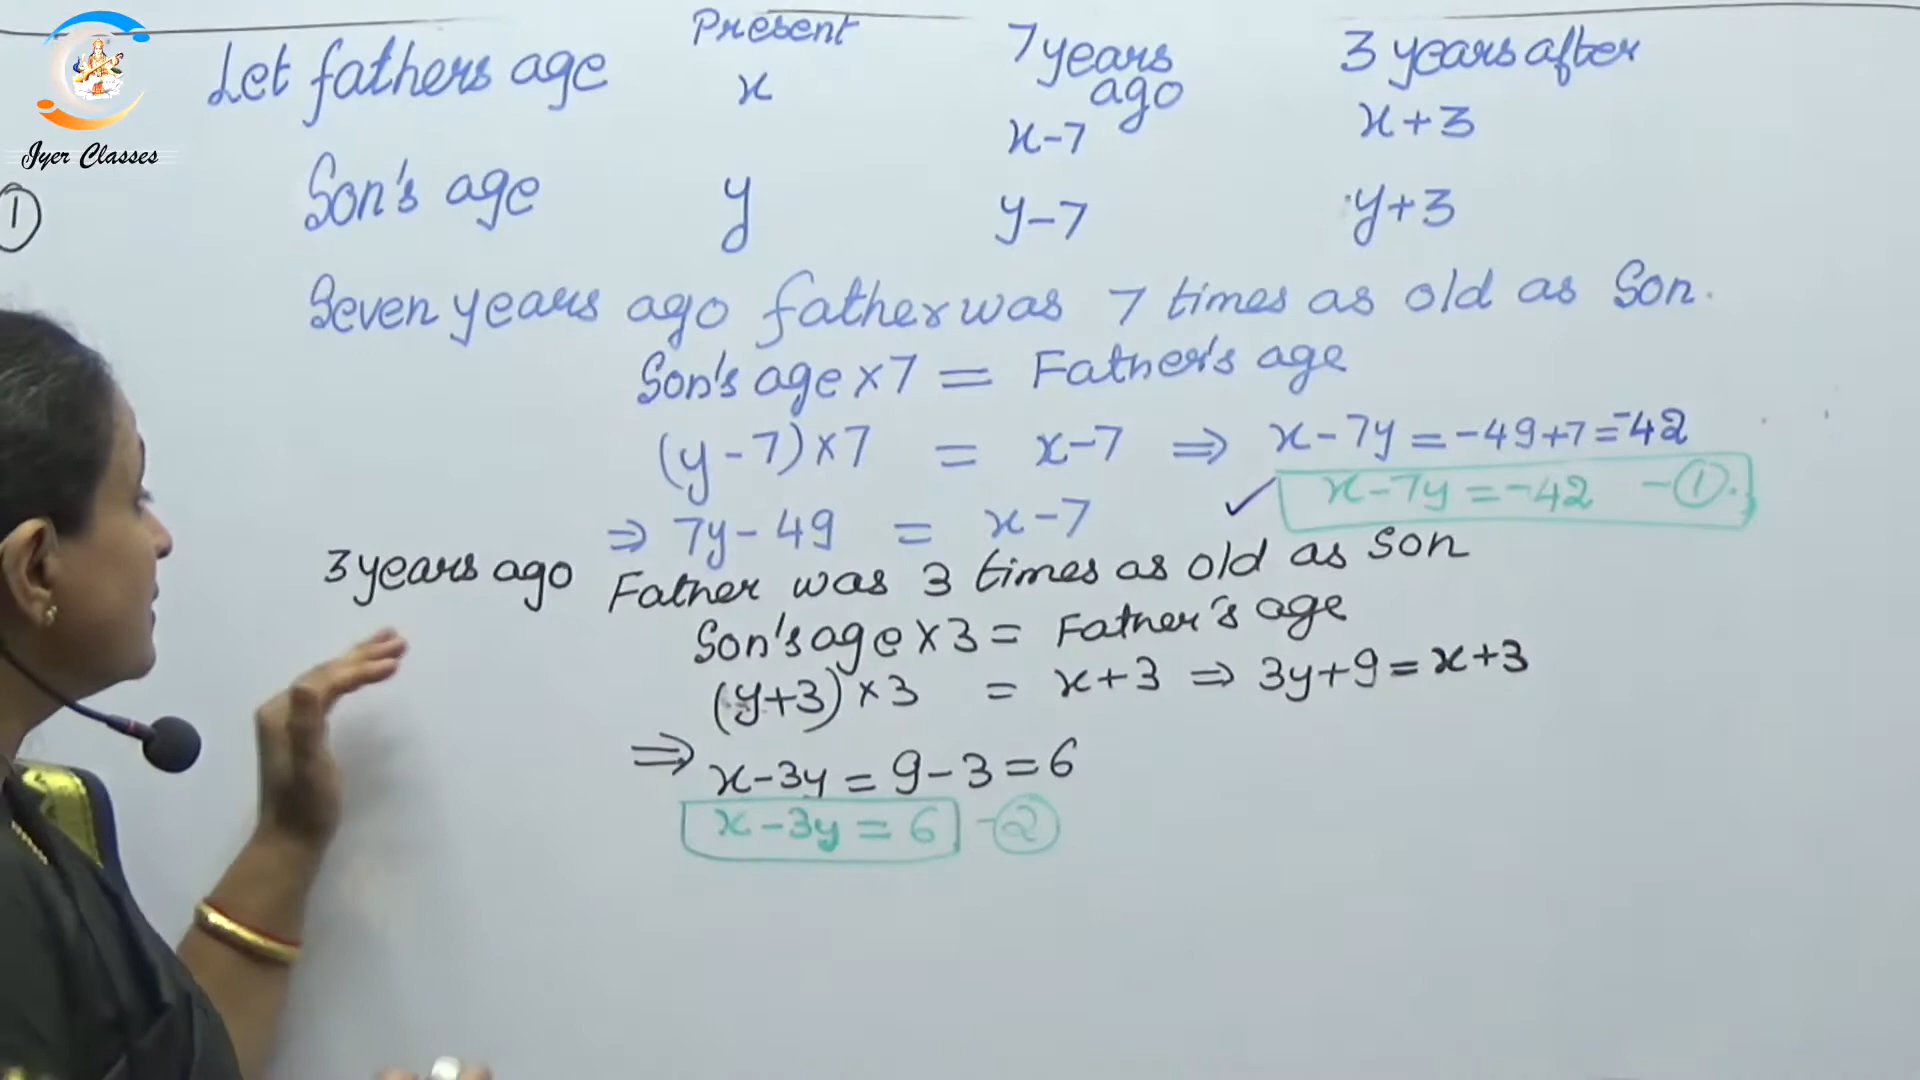 Iyer Classes
Present 7 years ago 3 years after
Let fathers age x x-7 x+3
①
Son's age y y-7 y+3
Seven years ago father was 7 times as old as Son.
Son's age×7 = Father's age
(y-7)×7 = x-7 ⇒ x-7y = -49+7 = -42
x-7y = -42 -①.
⇒ 7y-49 = x-7 ✓
3 years ago Father was 3 times as old as Son
Son's age×3 = Father's age
(y+3)×3 = x+3 ⇒ 3y+9 = x+3
⇒ x-3y = 9-3 = 6
x-3y = 6 -②